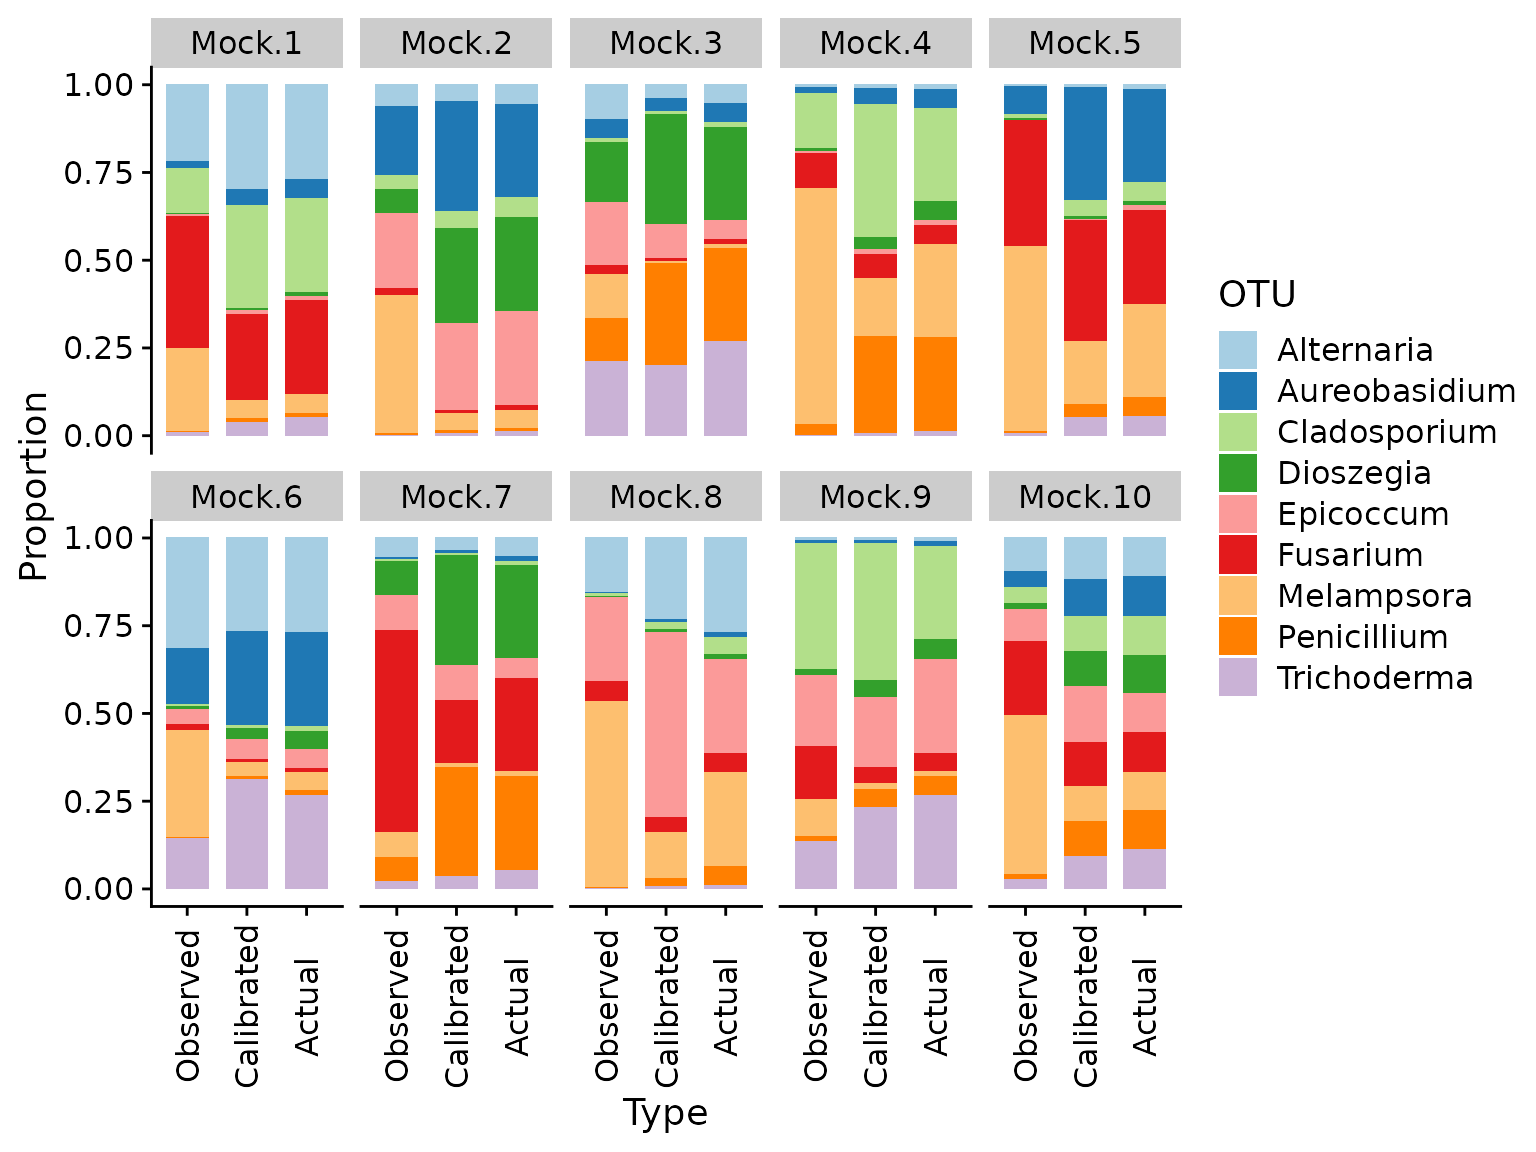 Mock.1 Mock.2 Mock.3 Mock.4 Mock.5
1.00
0.75
0.50
0.25
0.00
Mock.6 Mock.7 Mock.8 Mock.9 Mock.10
1.00
0.75
0.50
0.25
0.00
Proportion
Observed Calibrated Actual Observed Calibrated Actual Observed Calibrated Actual Observed Calibrated Actual Observed Calibrated Actual
Type
OTU
Alternaria
Aureobasidium
Cladosporium
Dioszegia
Epicoccum
Fusarium
Melampsora
Penicillium
Trichoderma